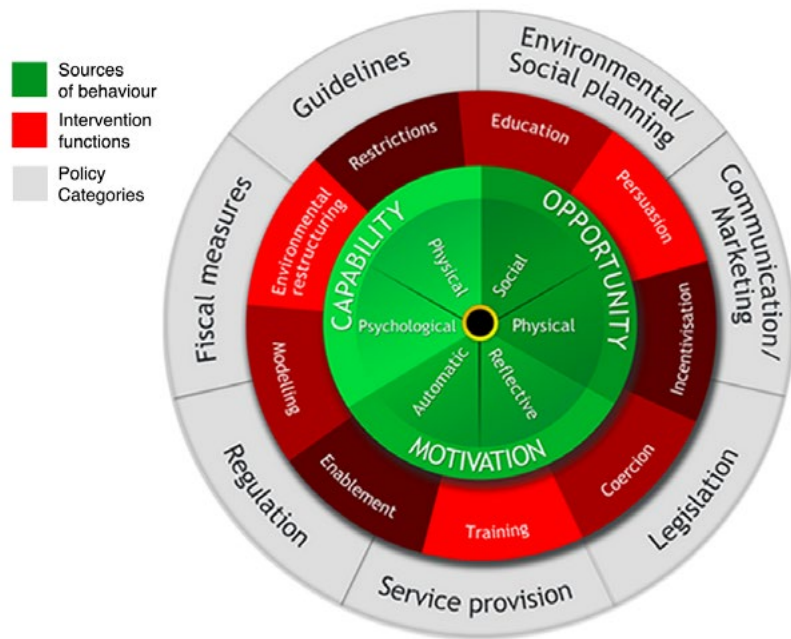 Sources
of behaviour
Intervention
functions
Policy
Categories
Guidelines
Environmental/
Social planning
Communication/
Marketing
Legislation
Service provision
Regulation
Fiscal measures
Restrictions
Education
Persuasion
Incentivisation
Coercion
Training
Enablement
Modelling
Environmental
restructuring
CAPABILITY
OPPORTUNITY
MOTIVATION
Physical
Social
Psychological
Physical
Automatic
Reflective